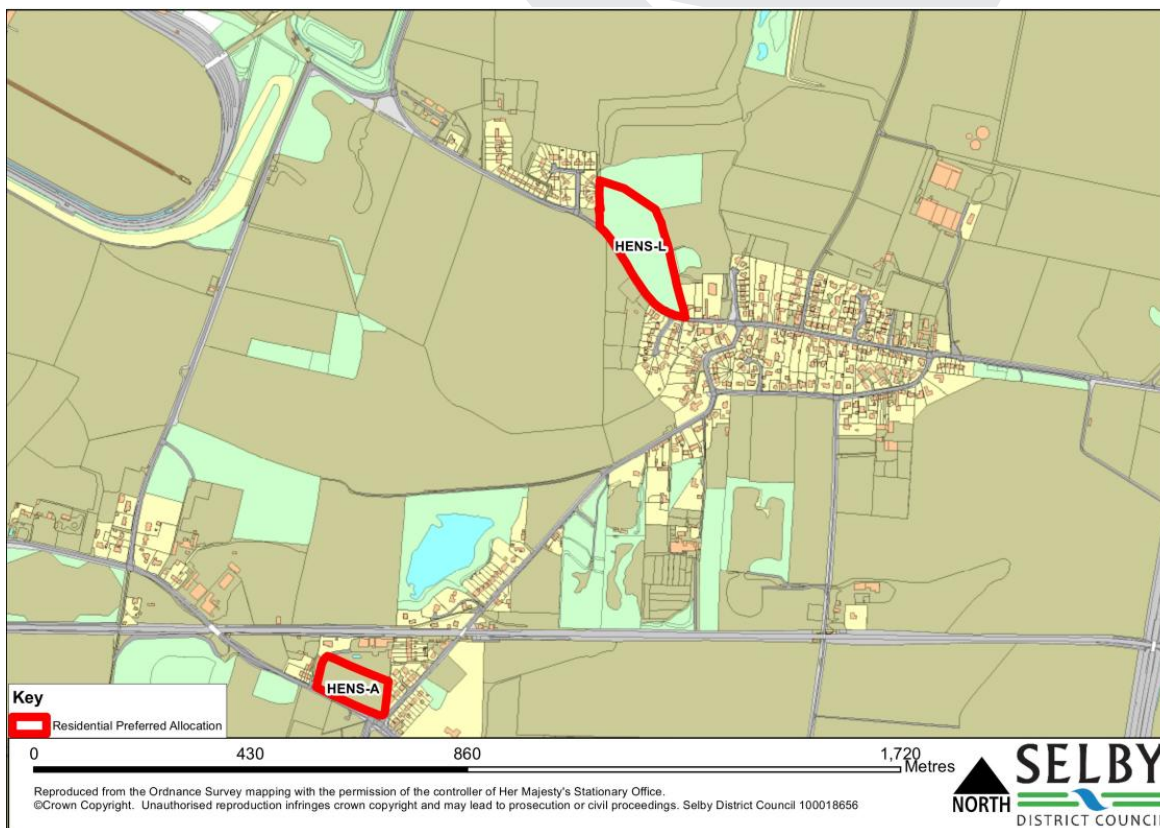 HENS-L
HENS-A
Key
Residential Preferred Allocation
0 430 860 1,720
Metres
Reproduced from the Ordnance Survey mapping with the permission of the controller of Her Majesty's Stationary Office.
©Crown Copyright. Unauthorised reproduction infringes crown copyright and may lead to prosecution or civil proceedings. Selby District Council 100018656
NORTH
SELBY
DISTRICT COUNCIL